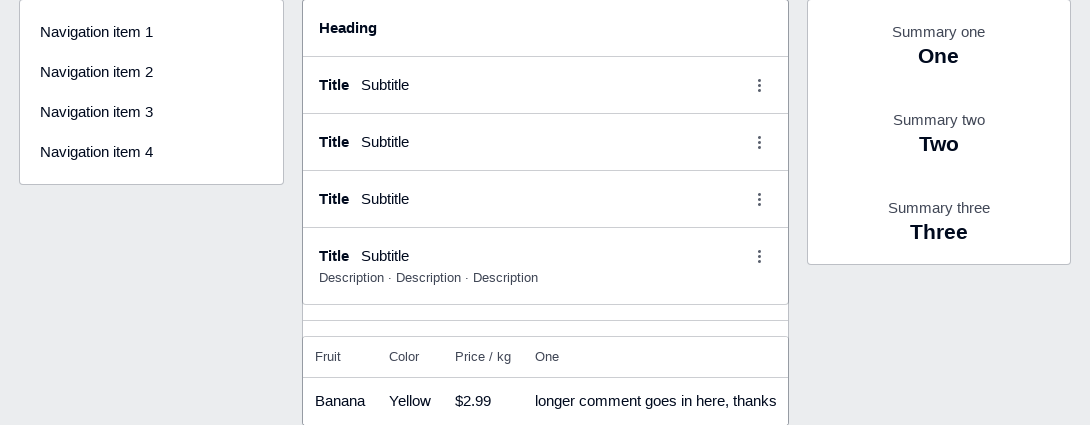 Navigation item 1
Navigation item 2
Navigation item 3
Navigation item 4
Heading
Title Subtitle
Title Subtitle
Title Subtitle
Title Subtitle
Description · Description · Description
Fruit Color Price / kg One
Banana Yellow $2.99 longer comment goes in here, thanks
Summary one
One
Summary two
Two
Summary three
Three